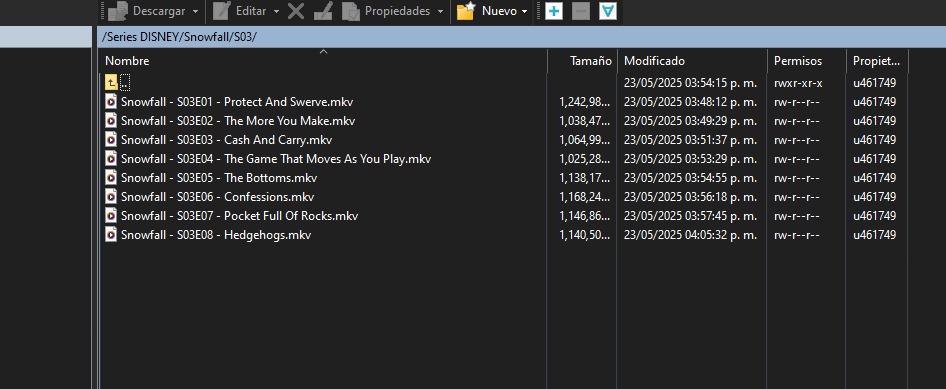 Descargar Editar Propiedades Nuevo
/Series DISNEY/Snowfall/S03/
Nombre Tamaño Modificado Permisos Propiet...
.. 23/05/2025 03:54:15 p. m. rwxr-xr-x u461749
Snowfall - S03E01 - Protect And Swerve.mkv 1,242,98... 23/05/2025 03:48:12 p. m. rw-r--r-- u461749
Snowfall - S03E02 - The More You Make.mkv 1,038,47... 23/05/2025 03:49:29 p. m. rw-r--r-- u461749
Snowfall - S03E03 - Cash And Carry.mkv 1,064,99... 23/05/2025 03:51:37 p. m. rw-r--r-- u461749
Snowfall - S03E04 - The Game That Moves As You Play.mkv 1,025,28... 23/05/2025 03:53:29 p. m. rw-r--r-- u461749
Snowfall - S03E05 - The Bottoms.mkv 1,138,17... 23/05/2025 03:54:55 p. m. rw-r--r-- u461749
Snowfall - S03E06 - Confessions.mkv 1,168,24... 23/05/2025 03:56:18 p. m. rw-r--r-- u461749
Snowfall - S03E07 - Pocket Full Of Rocks.mkv 1,146,86... 23/05/2025 03:57:45 p. m. rw-r--r-- u461749
Snowfall - S03E08 - Hedgehogs.mkv 1,140,50... 23/05/2025 04:05:32 p. m. rw-r--r-- u461749